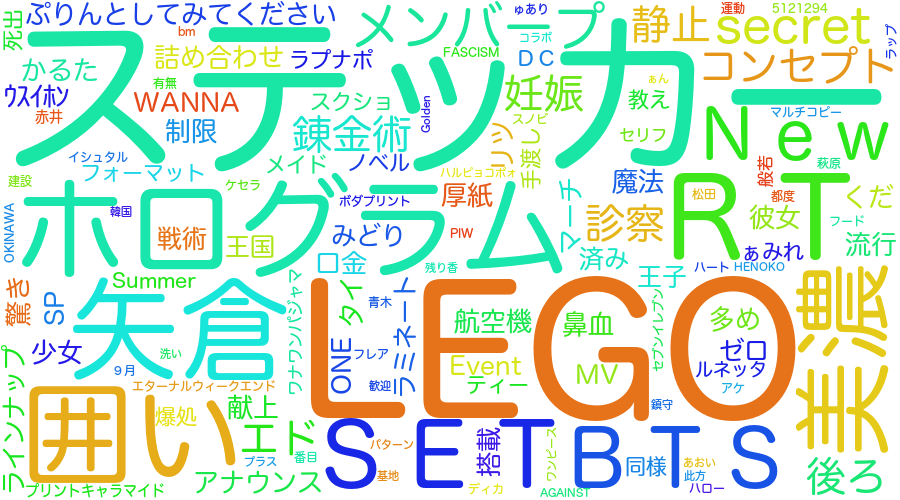 死出
ぷりんとしてみてください
bm
メンバーップ
ゅあり
コラボ
静止
運動
5121294
secret
ラップ
かるた
詰め合わせ
ラプナポ
FASCISM
DC
コンセプト
ステッカー
ウスイホン
有無
赤井
WANNA
制限
スクショ
Golden
錬金術
リツ
スノビ
手渡し
妊娠
教え
ぁん
セリフ
New
マルチコピー
イシュタル
フォーマット
メイド
ノベル
ハルピョコポォ
建設
ケセラ
ボダプリント
厚紙
マーチ
魔法
松田
般若
都度
萩原
くだ
OKINAWA
ホログラム
韓国
戦術
王国
みどり
PIW
診察
RT
彼女
フード
ぁみれ
流行
口金
残り番
済み
王子
ハート
HENOKO
驚き
SP
Summer
矢倉
ワナワンパジャマ
タイ
青木
ラミネート
LEGO
航空機
鼻血
セブンイレブン
多め
美濃
少女
洗い
9月
ONE
フレア
歓迎
Event
ティー
MV
ゼロ
ルネッタ
アケ
ラインナップ
囲い
エターナルウィークエンド
爆処
献上
エド
番目
プラス
SET
パターン
基地
搭載
ディカ
ワンピース
BTS
鎮守
同様
あおい
此方
ハロー
後ろ
プリントキャラマイド
アナウンス
AGAINST